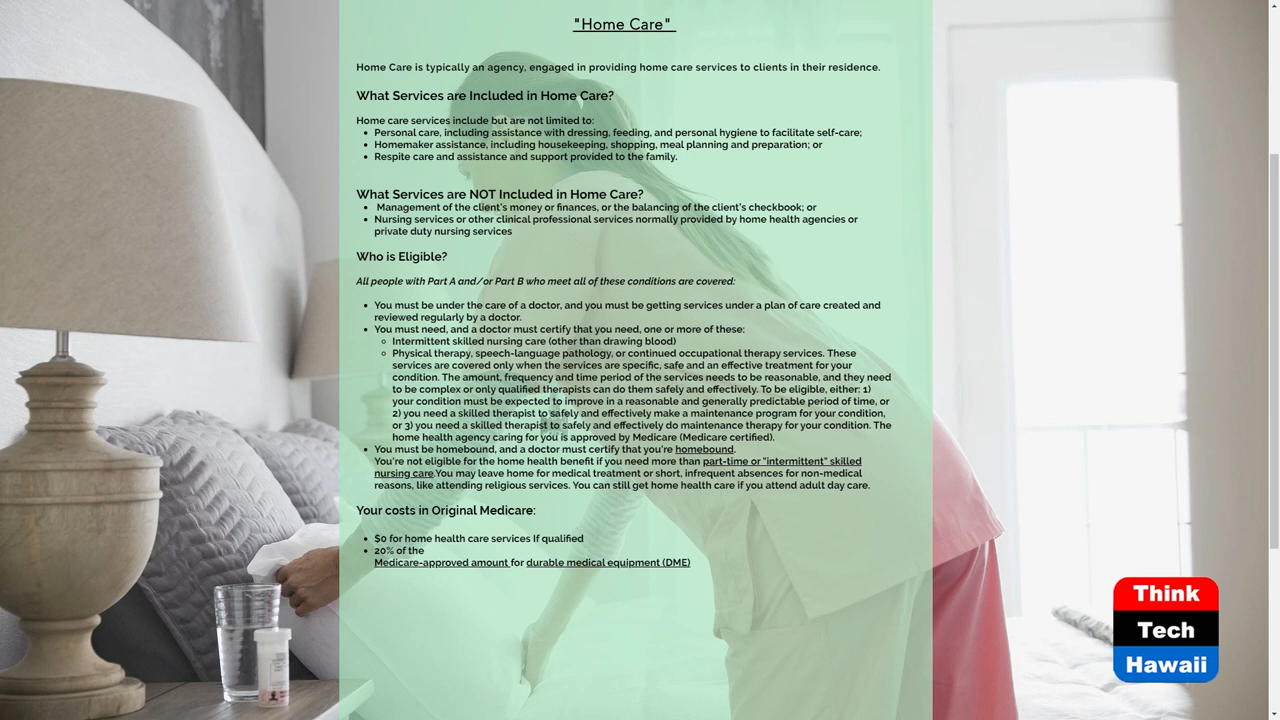 "Home Care"
Home Care is typically an agency, engaged in providing home care services to clients in their residence.
What Services are Included in Home Care?
Home care services include but are not limited to:
• Personal care, including assistance with dressing, feeding, and personal hygiene to facilitate self-care;
• Homemaker assistance, including housekeeping, shopping, meal planning and preparation; or
• Respite care and assistance and support provided to the family.
What Services are NOT Included in Home Care?
• Management of the client's money or finances, or the balancing of the client's checkbook; or
• Nursing services or other clinical professional services normally provided by home health agencies or
private duty nursing services
Who is Eligible?
All people with Part A and/or Part B who meet all of these conditions are covered:
• You must be under the care of a doctor, and you must be getting services under a plan of care created and
reviewed regularly by a doctor.
• You must need, and a doctor must certify that you need, one or more of these:
○ Intermittent skilled nursing care (other than drawing blood)
○ Physical therapy, speech-language pathology, or continued occupational therapy services. These
services are covered only when the services are specific, safe and an effective treatment for your
condition. The amount, frequency and time period of the services needs to be reasonable, and they need
to be complex or only qualified therapists can do them safely and effectively. To be eligible, either: 1)
your condition must be expected to improve in a reasonable and generally predictable period of time, or
2) you need a skilled therapist to safely and effectively make a maintenance program for your condition,
or 3) you need a skilled therapist to safely and effectively do maintenance therapy for your condition. The
home health agency caring for you is approved by Medicare (Medicare certified).
• You must be homebound, and a doctor must certify that you're homebound.
You're not eligible for the home health benefit if you need more than part-time or "intermittent" skilled
nursing care You may leave home for medical treatment or short, infrequent absences for non-medical
reasons, like attending religious services. You can still get home health care if you attend adult day care.
Your costs in Original Medicare:
• $0 for home health care services If qualified
• 20% of the
Medicare-approved amount for durable medical equipment (DME)
Think
Tech
Hawaii